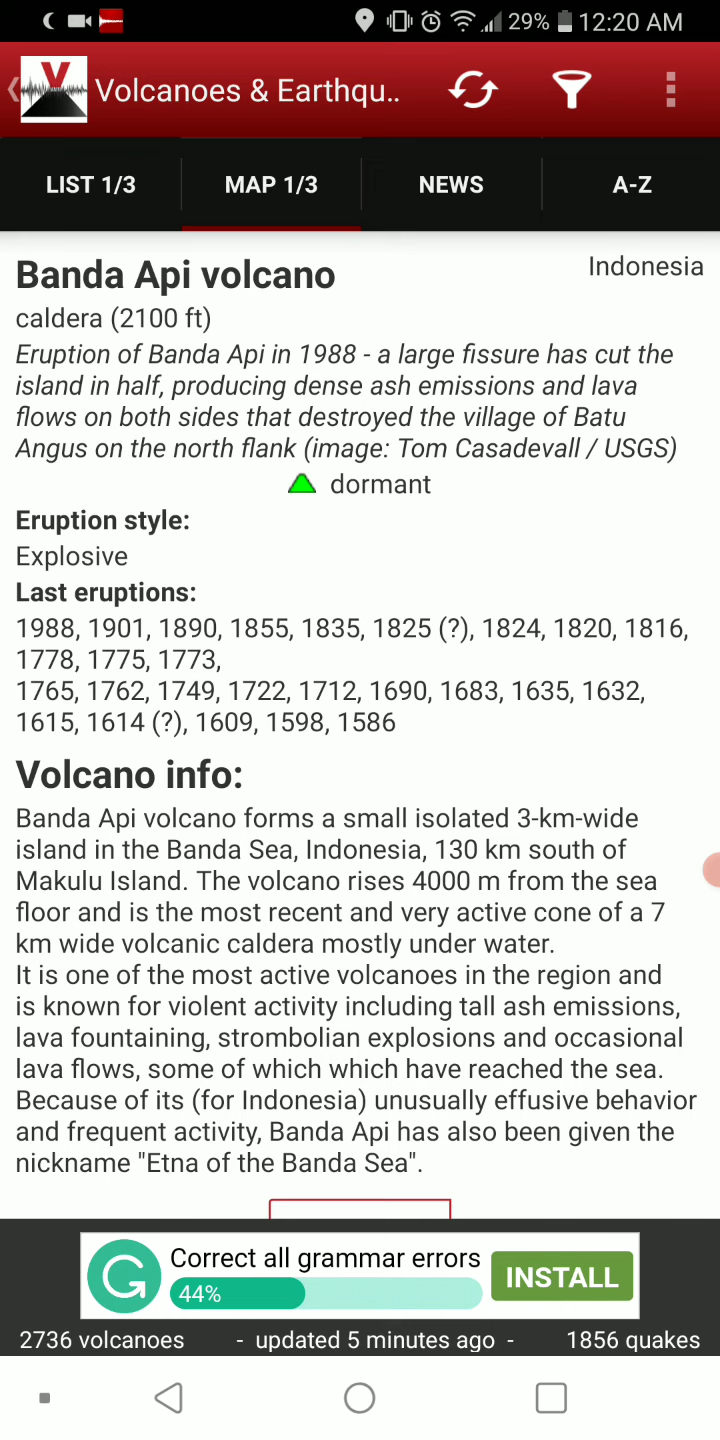 29% 12:20 AM
V Volcanoes & Earthqu..
LIST 1/3 MAP 1/3 NEWS A-Z
Banda Api volcano Indonesia
caldera (2100 ft)
Eruption of Banda Api in 1988 - a large fissure has cut the
island in half, producing dense ash emissions and lava
flows on both sides that destroyed the village of Batu
Angus on the north flank (image: Tom Casadevall / USGS)
dormant
Eruption style:
Explosive
Last eruptions:
1988, 1901, 1890, 1855, 1835, 1825 (?), 1824, 1820, 1816,
1778, 1775, 1773,
1765, 1762, 1749, 1722, 1712, 1690, 1683, 1635, 1632,
1615, 1614 (?), 1609, 1598, 1586
Volcano info:
Banda Api volcano forms a small isolated 3-km-wide
island in the Banda Sea, Indonesia, 130 km south of
Makulu Island. The volcano rises 4000 m from the sea
floor and is the most recent and very active cone of a 7
km wide volcanic caldera mostly under water.
It is one of the most active volcanoes in the region and
is known for violent activity including tall ash emissions,
lava fountaining, strombolian explosions and occasional
lava flows, some of which which have reached the sea.
Because of its (for Indonesia) unusually effusive behavior
and frequent activity, Banda Api has also been given the
nickname "Etna of the Banda Sea".
Correct all grammar errors
44%
INSTALL
2736 volcanoes - updated 5 minutes ago - 1856 quakes